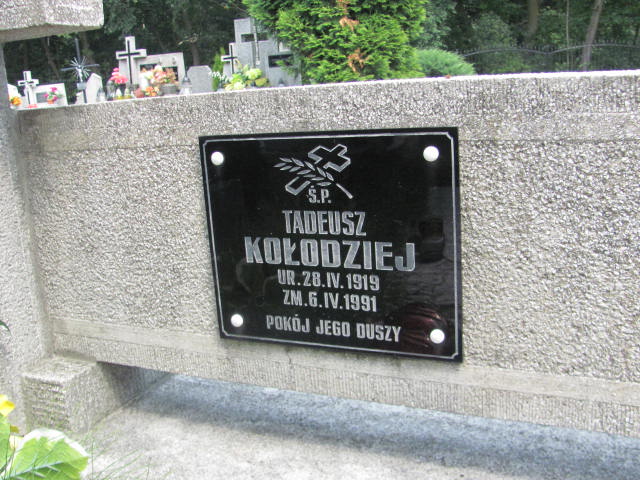 Ś.P.
TADEUSZ
KOŁODZIEJ
UR. 28. IV. 1919
ZM. 6. IV. 1991
POKÓJ JEGO DUSZY